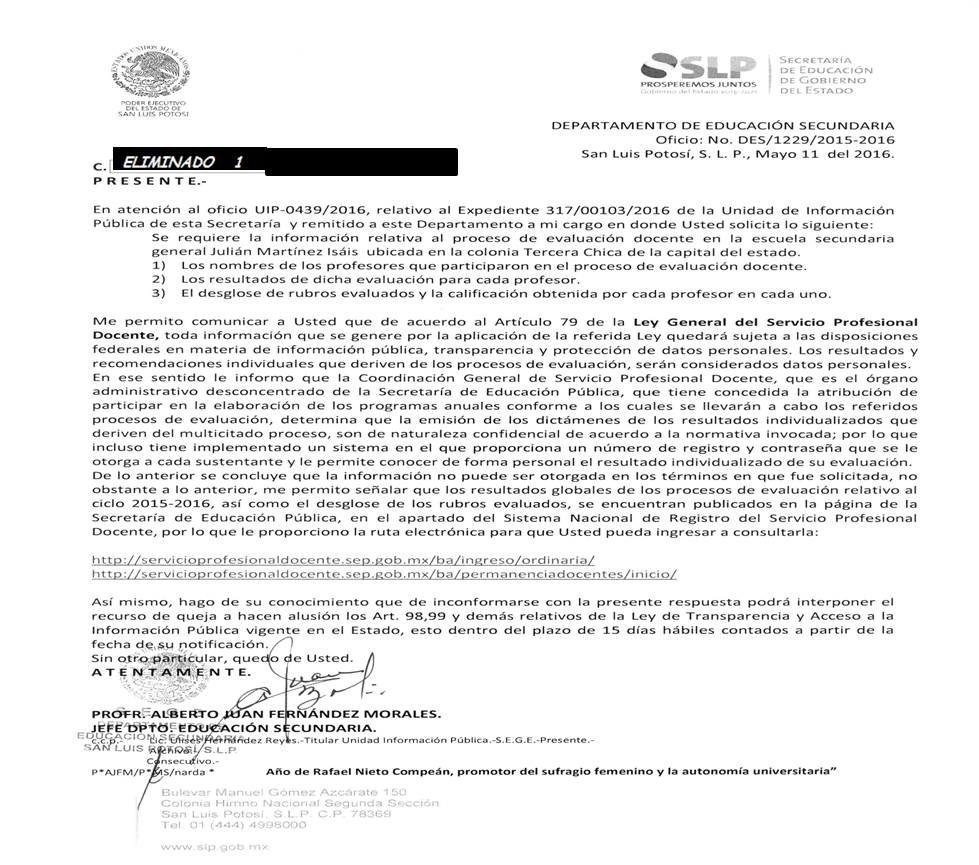 ESTADOS UNIDOS MEXICANOS
PODER EJECUTIVO
DEL ESTADO DE
SAN LUIS POTOSI
SLP
PROSPEREMOS JUNTOS
Gobierno del Estado 2015-2021
SECRETARÍA
DE EDUCACIÓN
DE GOBIERNO
DEL ESTADO
DEPARTAMENTO DE EDUCACIÓN SECUNDARIA
Oficio: No. DES/1229/2015-2016
San Luis Potosí, S. L. P., Mayo 11 del 2016.
C. ELIMINADO 1
P R E S E N T E.-
En atención al oficio UIP-0439/2016, relativo al Expediente 317/00103/2016 de la Unidad de Información
Pública de esta Secretaría y remitido a este Departamento a mi cargo en donde Usted solicita lo siguiente:
Se requiere la información relativa al proceso de evaluación docente en la escuela secundaria
general Julián Martínez Isáis ubicada en la colonia Tercera Chica de la capital del estado.
1) Los nombres de los profesores que participaron en el proceso de evaluación docente.
2) Los resultados de dicha evaluación para cada profesor.
3) El desglose de rubros evaluados y la calificación obtenida por cada profesor en cada uno.
Me permito comunicar a Usted que de acuerdo al Artículo 79 de la Ley General del Servicio Profesional
Docente, toda información que se genere por la aplicación de la referida Ley quedará sujeta a las disposiciones
federales en materia de información pública, transparencia y protección de datos personales. Los resultados y
recomendaciones individuales que deriven de los procesos de evaluación, serán considerados datos personales.
En ese sentido le informo que la Coordinación General de Servicio Profesional Docente, que es el órgano
administrativo desconcentrado de la Secretaría de Educación Pública, que tiene concedida la atribución de
participar en la elaboración de los programas anuales conforme a los cuales se llevarán a cabo los referidos
procesos de evaluación, determina que la emisión de los dictámenes de los resultados individualizados que
deriven del multicitado proceso, son de naturaleza confidencial de acuerdo a la normativa invocada; por lo que
incluso tiene implementado un sistema en el que proporciona un número de registro y contraseña que se le
otorga a cada sustentante y le permite conocer de forma personal el resultado individualizado de su evaluación.
De lo anterior se concluye que la información no puede ser otorgada en los términos en que fue solicitada, no
obstante a lo anterior, me permito señalar que los resultados globales de los procesos de evaluación relativo al
ciclo 2015-2016, así como el desglose de los rubros evaluados, se encuentran publicados en la página de la
Secretaría de Educación Pública, en el apartado del Sistema Nacional de Registro del Servicio Profesional
Docente, por lo que le proporciono la ruta electrónica para que Usted pueda ingresar a consultarla:
http://servicioprofesionaldocente.sep.gob.mx/ba/ingreso/ordinaria/
http://servicioprofesionaldocente.sep.gob.mx/ba/permanenciadocentes/inicio/
Así mismo, hago de su conocimiento que de inconformarse con la presente respuesta podrá interponer el
recurso de queja a hacen alusión los Art. 98,99 y demás relativos de la Ley de Transparencia y Acceso a la
Información Pública vigente en el Estado, esto dentro del plazo de 15 días hábiles contados a partir de la
fecha de su notificación.
Sin otro particular, quedo de Usted.
A T E N T A M E N T E.
PROFR. ALBERTO JUAN FERNÁNDEZ MORALES.
JEFE DPTO. EDUCACIÓN SECUNDARIA.
c.c.p.- Lic. Ulises Hernández Reyes.-Titular Unidad Información Pública.-S.E.G.E.-Presente.-
Archivo.
Consecutivo.-
DEPARTAMENTO
EDUCACION SECUNDARIA
SAN LUIS POTOSI, S.L.P.
P*AJFM/P*MS/narda *
Año de Rafael Nieto Compeán, promotor del sufragio femenino y la autonomía universitaria”
Bulevar Manuel Gómez Azcárate 150
Colonia Himno Nacional Segunda Sección
San Luis Potosí, S.L.P. C.P. 78369
Tel. 01 (444) 4998000
www.slp.gob.mx